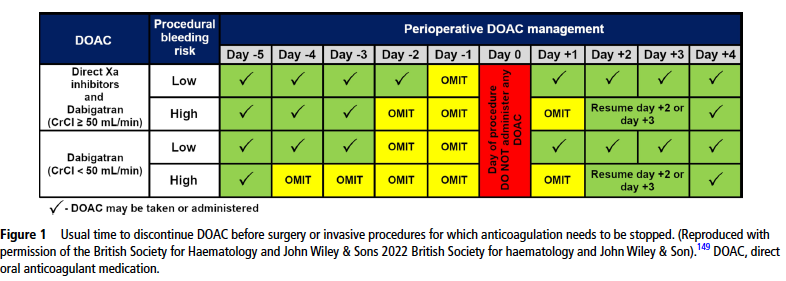 DOAC Procedural bleeding risk Perioperative DOAC management
Day -5 Day -4 Day -3 Day -2 Day -1 Day 0 Day +1 Day +2 Day +3 Day +4
Direct Xa inhibitors and Dabigatran (CrCl ≥ 50 mL/min)
Low ✓ ✓ ✓ ✓ OMIT ✓ ✓ ✓ ✓
High ✓ ✓ ✓ OMIT OMIT OMIT Resume day +2 or day +3 ✓
Day of procedure DO NOT administer any DOAC
Dabigatran (CrCl < 50 mL/min)
Low ✓ ✓ ✓ OMIT OMIT ✓ ✓ ✓ ✓
High ✓ OMIT OMIT OMIT OMIT OMIT Resume day +2 or day +3 ✓
✓ - DOAC may be taken or administered
Figure 1 Usual time to discontinue DOAC before surgery or invasive procedures for which anticoagulation needs to be stopped. (Reproduced with
permission of the British Society for Haematology and John Wiley & Sons 2022 British Society for haematology and John Wiley & Son).149 DOAC, direct
oral anticoagulant medication.